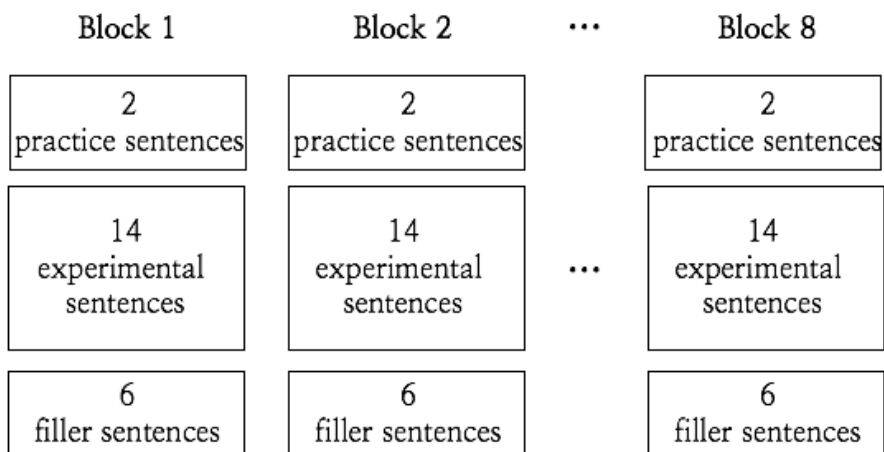 Block 1 Block 2 ... Block 8
2 2 2
practice sentences practice sentences practice sentences
14 14 14
experimental experimental ... experimental
sentences sentences sentences
6 6 6
filler sentences filler sentences filler sentences